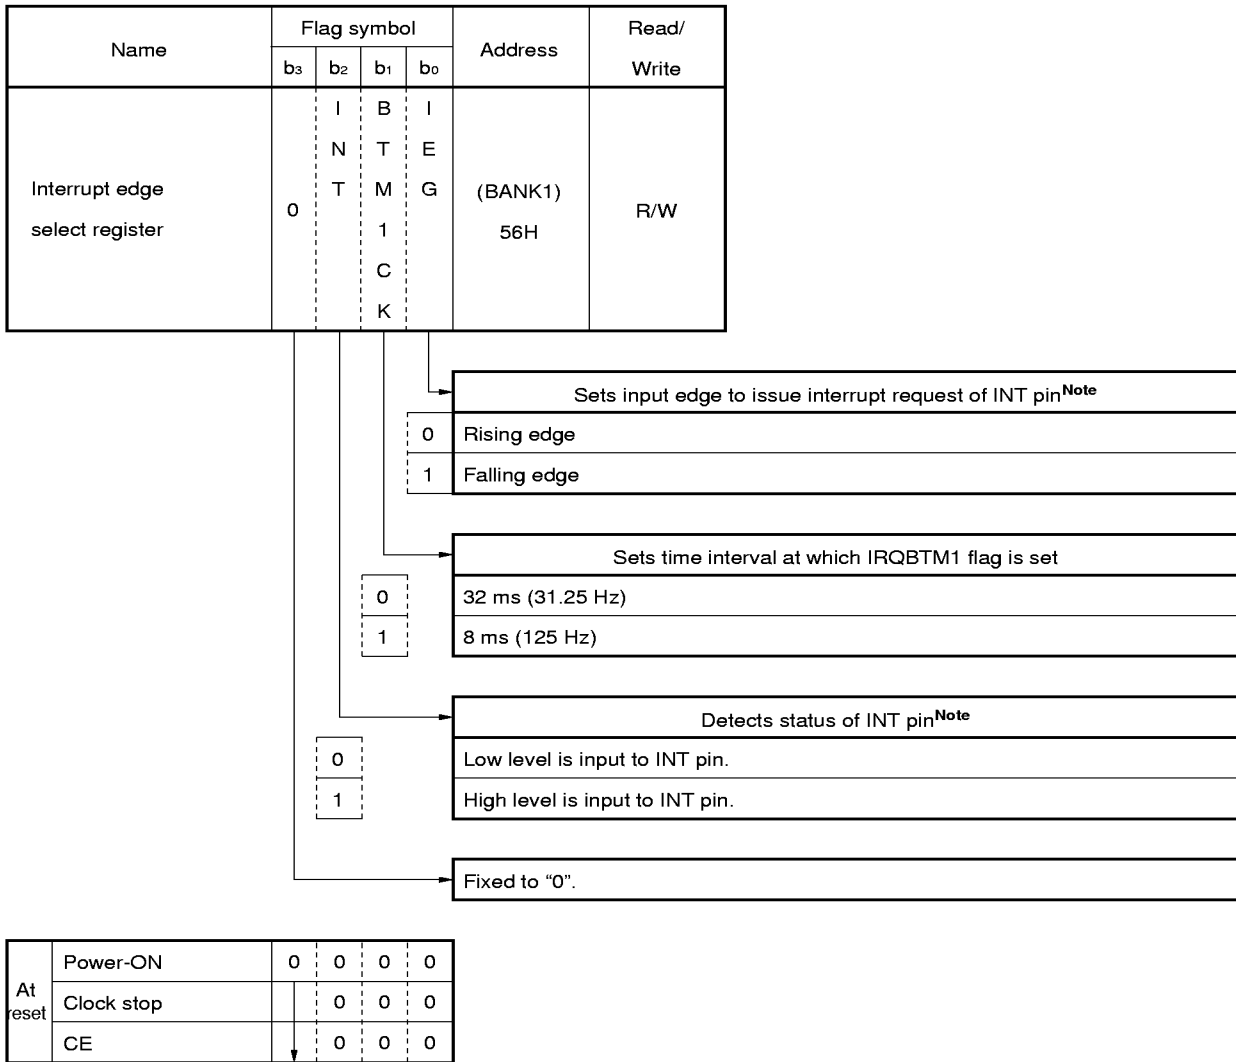 Name Flag symbol Address Read/
Write
b3 b2 b1 b0
Interrupt edge
select register
0
INT
BTM1CK
IEG
(BANK1)
56H
R/W
Sets input edge to issue interrupt request of INT pinNote
0 Rising edge
1 Falling edge
Sets time interval at which IRQBTM1 flag is set
0 32 ms (31.25 Hz)
1 8 ms (125 Hz)
Detects status of INT pinNote
0 Low level is input to INT pin.
1 High level is input to INT pin.
Fixed to “0”.
At
reset
Power-ON 0 0 0 0
Clock stop 0 0 0
CE 0 0 0